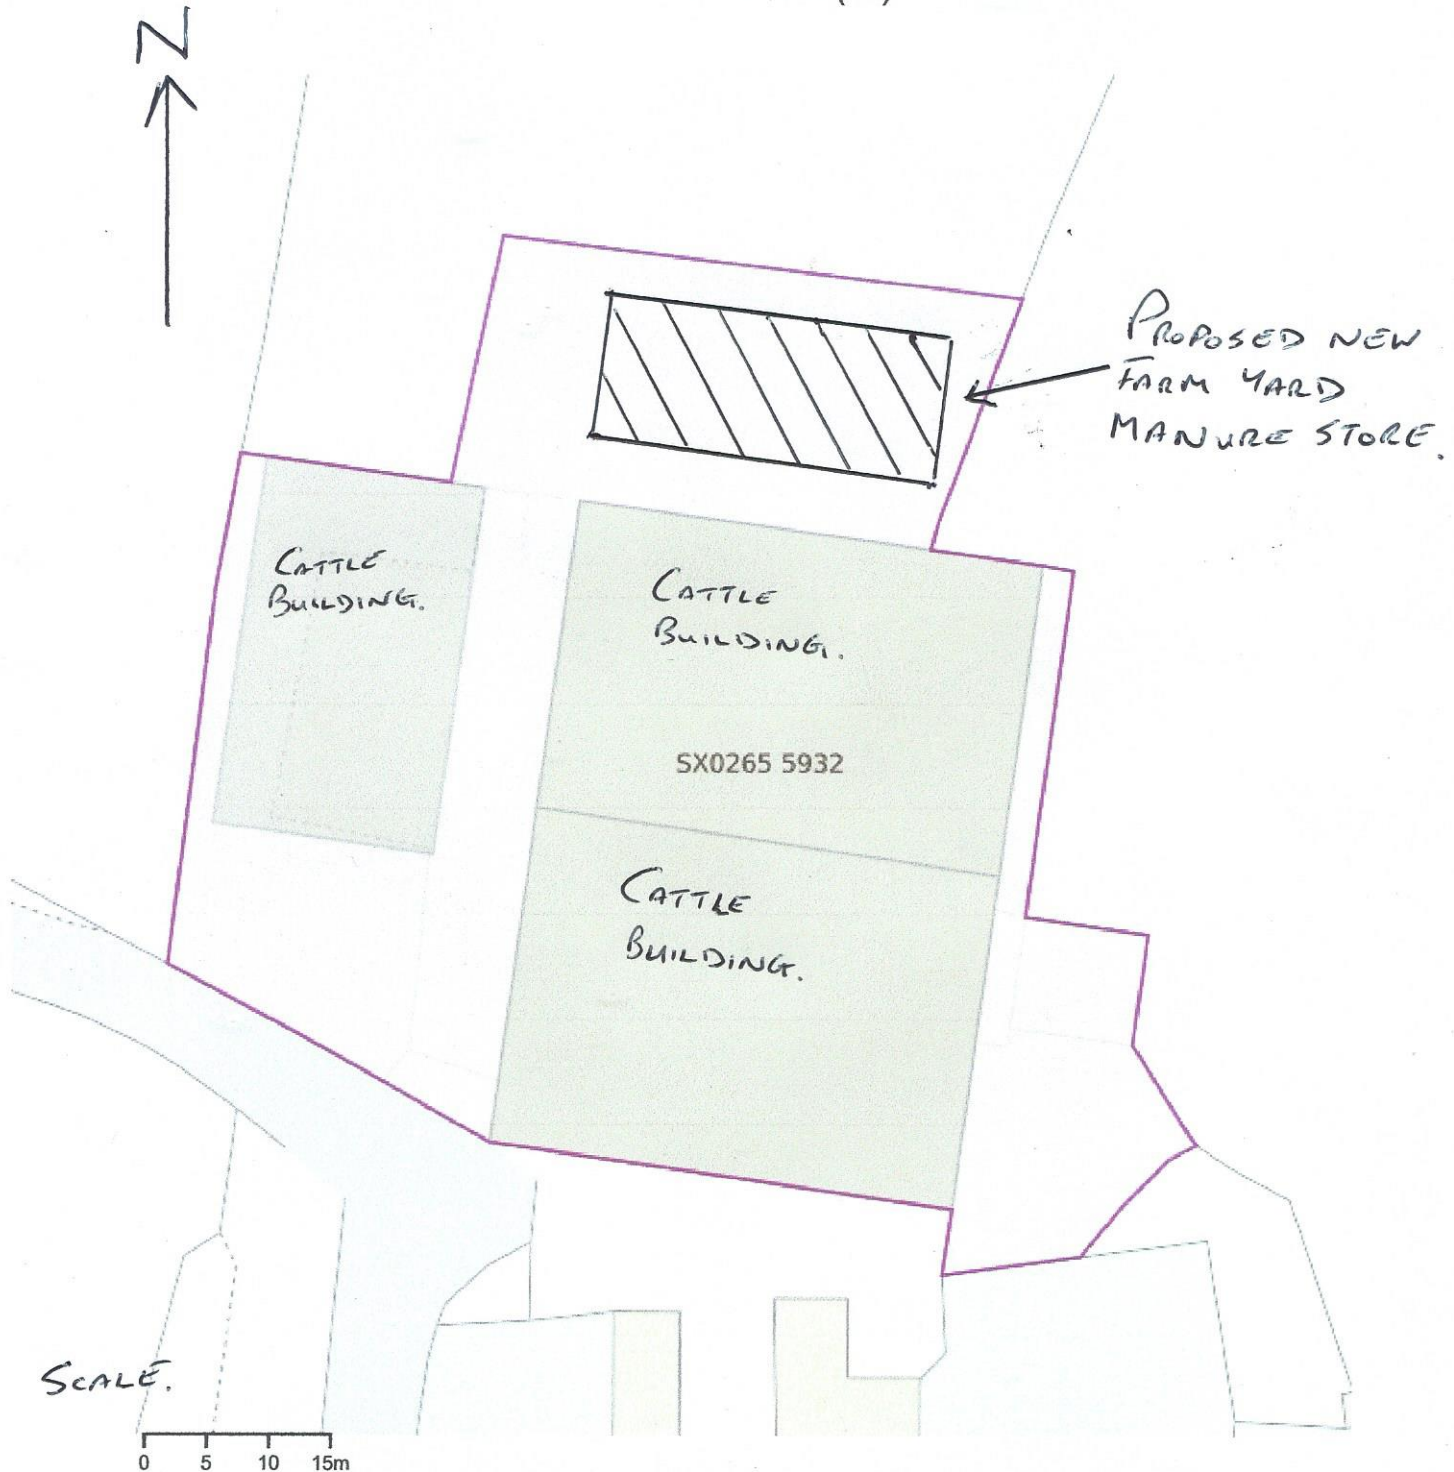 N
PROPOSED NEW
FARM YARD
MANURE STORE.
CATTLE
BUILDING.
CATTLE
BUILDING.
SX0265 5932
CATTLE
BUILDING.
SCALE.
0 5 10 15m